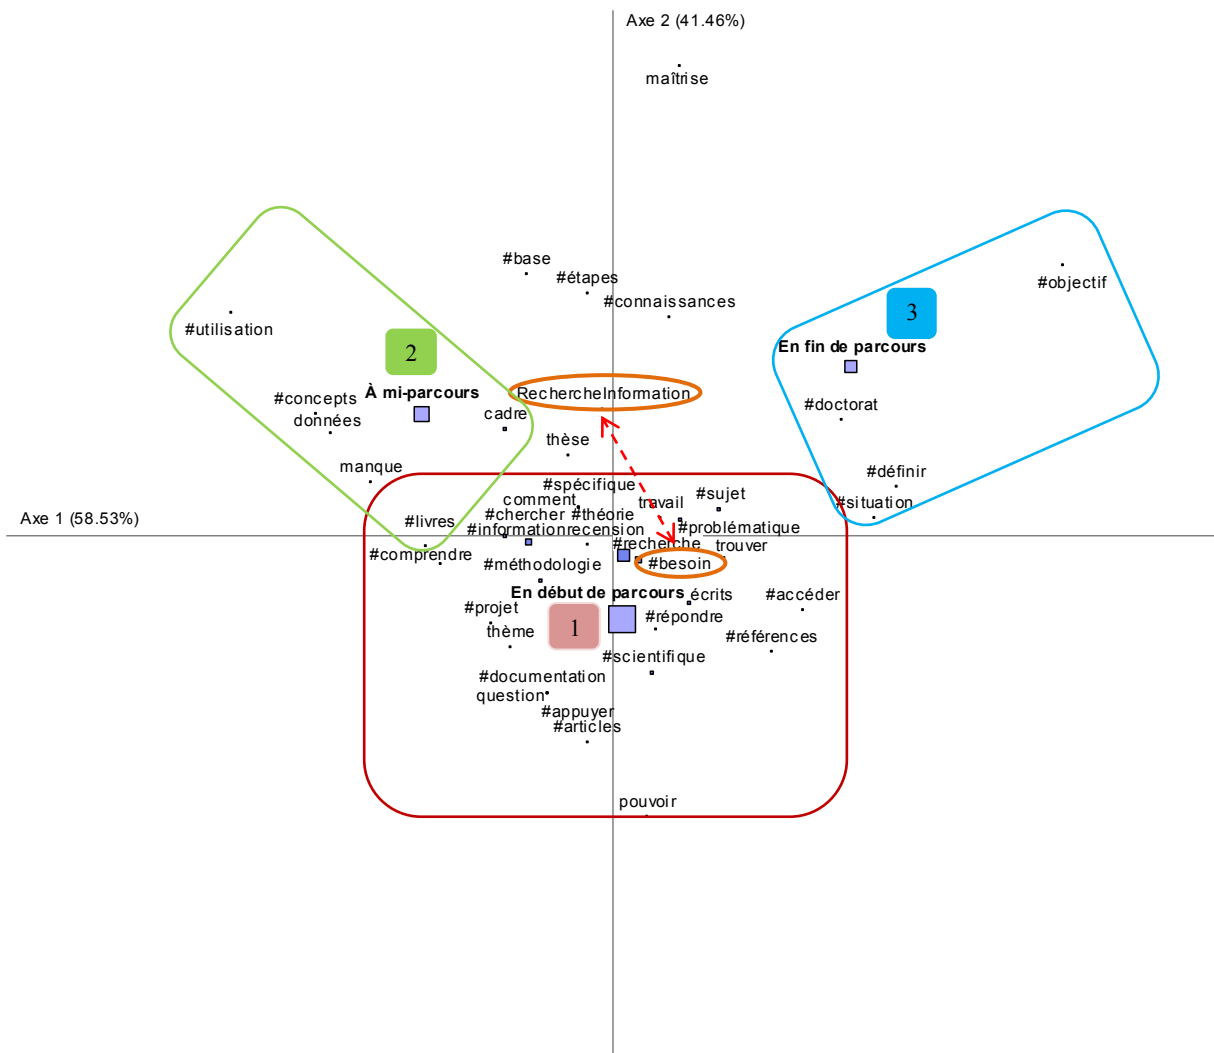 Axe 2 (41.46%)
maîtrise
#base
#étapes
#objectif
#connaissances
#utilisation
3
En fin de parcours
2
À mi-parcours
RechercheInformation
#concepts
données
cadre
#doctorat
thèse
manque
#définir
#spécifique
comment
travail
#sujet
#situation
Axe 1 (58.53%)
#livres
#chercher
#théorie
#information
recension
#problématique
#recherche
trouver
#comprendre
#méthodologie
#besoin
En début de parcours
écrits
#accéder
#projet
#répondre
thème
1
#références
#scientifique
#documentation
question
#appuyer
#articles
pouvoir